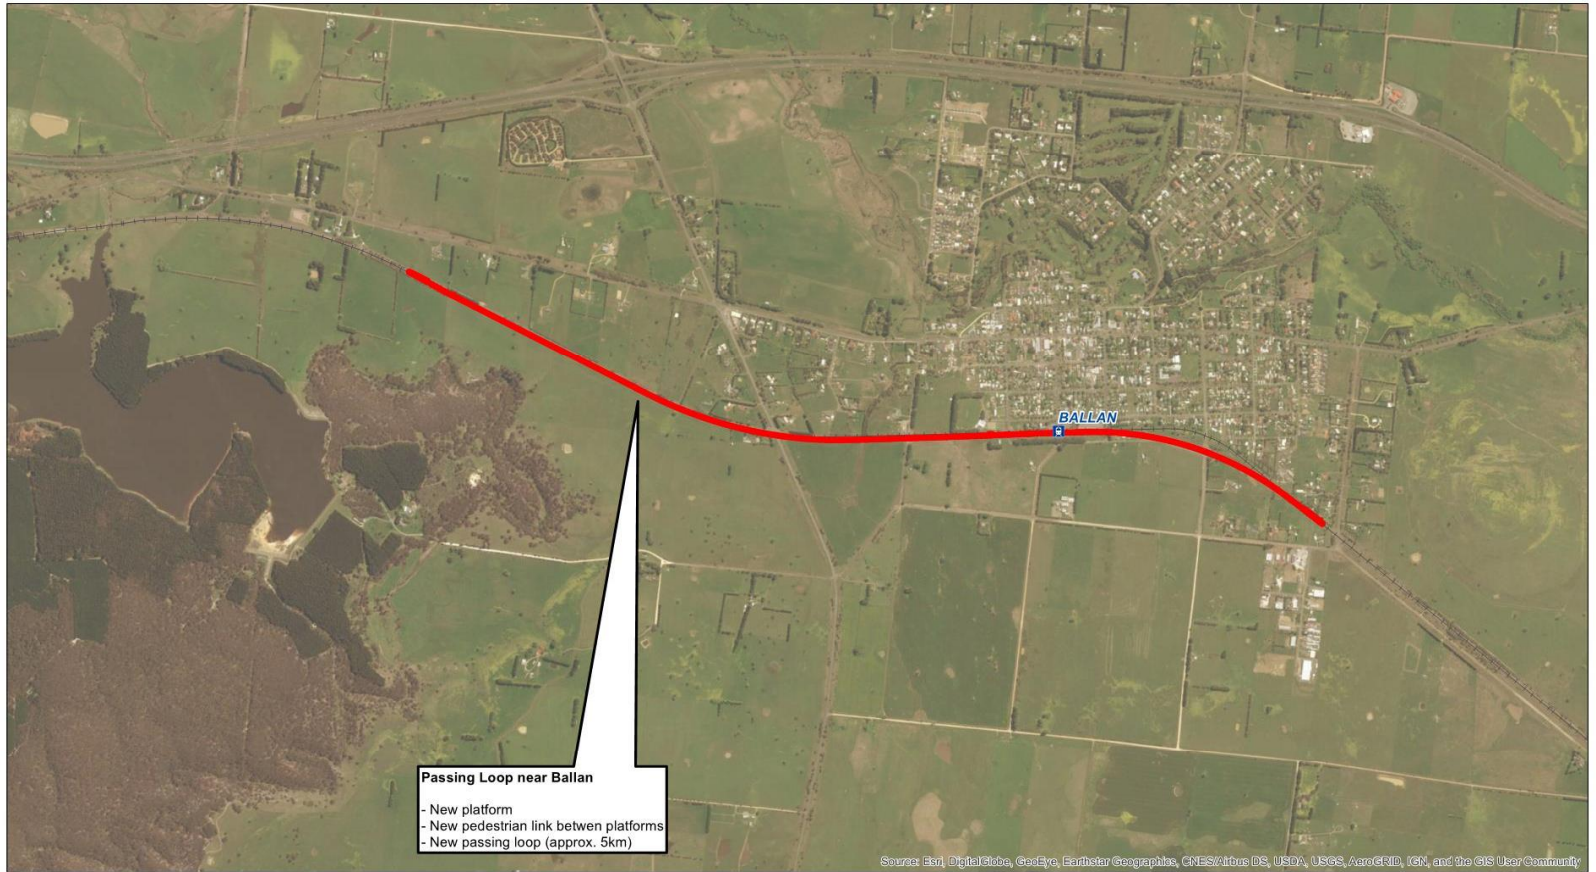 BALLAN
Passing Loop near Ballan
- New platform
- New pedestrian link betwen platforms
- New passing loop (approx. 5km)
Source: Esri, DigitalGlobe, GeoEye, Earthstar Geographics, CNES/Airbus DS, USDA, USGS, AeroGRID, IGN, and the GIS User Community